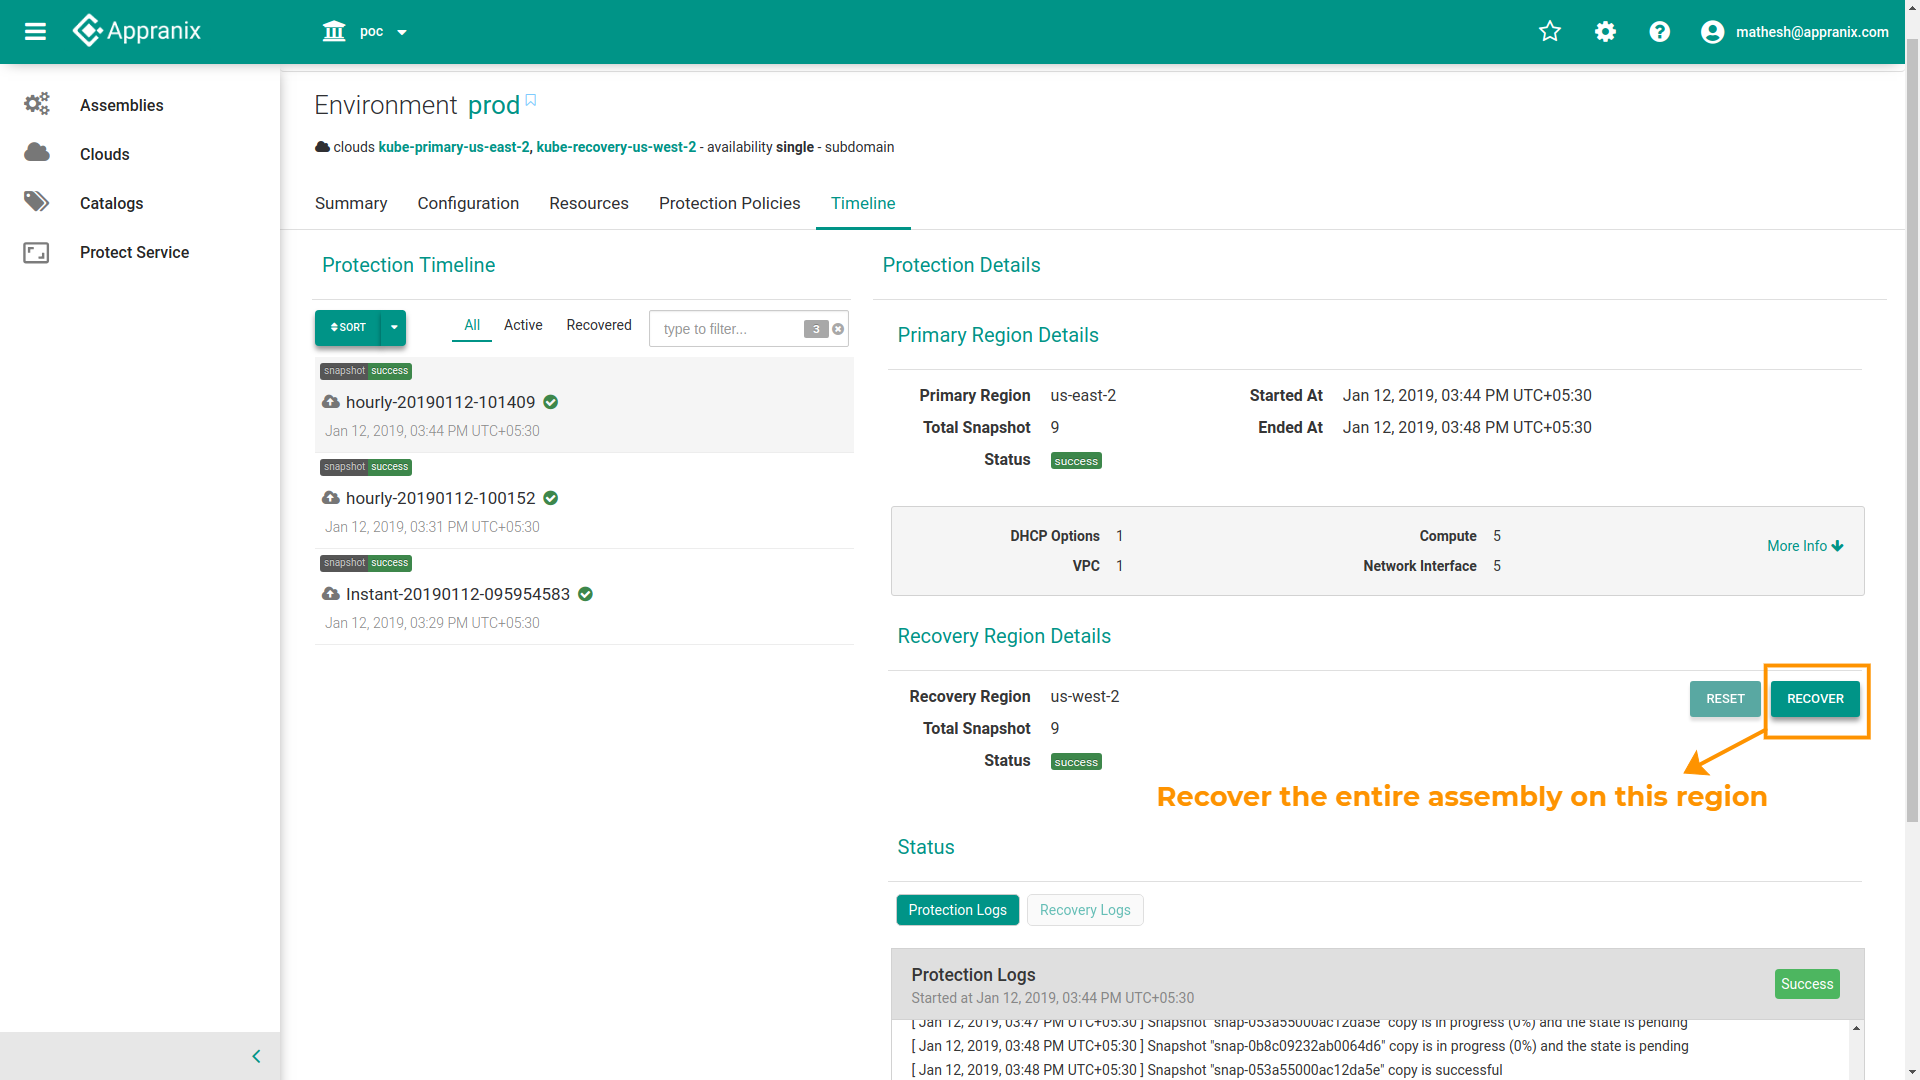 Appranix
poc
mathesh@appranix.com
Assemblies
Clouds
Catalogs
Protect Service
Environment prod
clouds kube-primary-us-east-2, kube-recovery-us-west-2 - availability single - subdomain
Summary
Configuration
Resources
Protection Policies
Timeline
Protection Timeline
SORT
All
Active
Recovered
type to filter...
3
snapshot success
hourly-20190112-101409
Jan 12, 2019, 03:44 PM UTC+05:30
snapshot success
hourly-20190112-100152
Jan 12, 2019, 03:31 PM UTC+05:30
snapshot success
Instant-20190112-095954583
Jan 12, 2019, 03:29 PM UTC+05:30
Protection Details
Primary Region Details
Primary Region us-east-2
Started At Jan 12, 2019, 03:44 PM UTC+05:30
Total Snapshot 9
Ended At Jan 12, 2019, 03:48 PM UTC+05:30
Status success
DHCP Options 1
Compute 5
VPC 1
Network Interface 5
More Info
Recovery Region Details
Recovery Region us-west-2
RESET
RECOVER
Total Snapshot 9
Status success
Recover the entire assembly on this region
Status
Protection Logs
Recovery Logs
Protection Logs
Started at Jan 12, 2019, 03:44 PM UTC+05:30
Success
[ Jan 12, 2019, 03:47 PM UTC+05:30 ] Snapshot "snap-053a55000ac12da5e" copy is in progress (0%) and the state is pending
[ Jan 12, 2019, 03:48 PM UTC+05:30 ] Snapshot "snap-0b8c09232ab0064d6" copy is in progress (0%) and the state is pending
[ Jan 12, 2019, 03:48 PM UTC+05:30 ] Snapshot "snap-053a55000ac12da5e" copy is successful